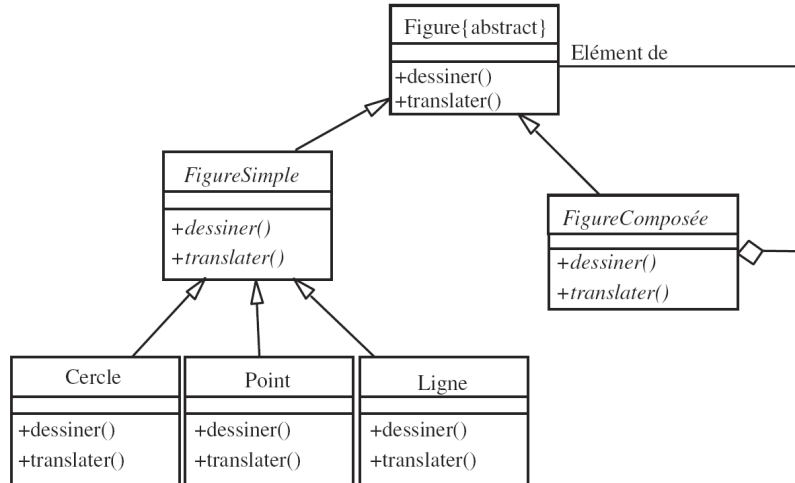 Figure{abstract}
+dessiner()
+translater()
Elément de
FigureSimple
+dessiner()
+translater()
FigureComposée
+dessiner()
+translater()
Cercle
+dessiner()
+translater()
Point
+dessiner()
+translater()
Ligne
+dessiner()
+translater()